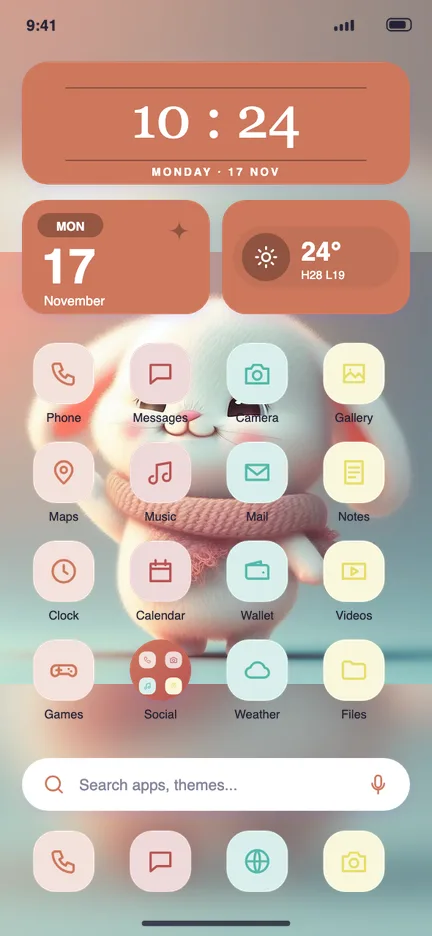 9:41
10 : 24
MONDAY · 17 NOV
MON
17
November
24°
H28 L19
Phone Messages Camera Gallery
Maps Music Mail Notes
Clock Calendar Wallet Videos
Games Social Weather Files
Search apps, themes...